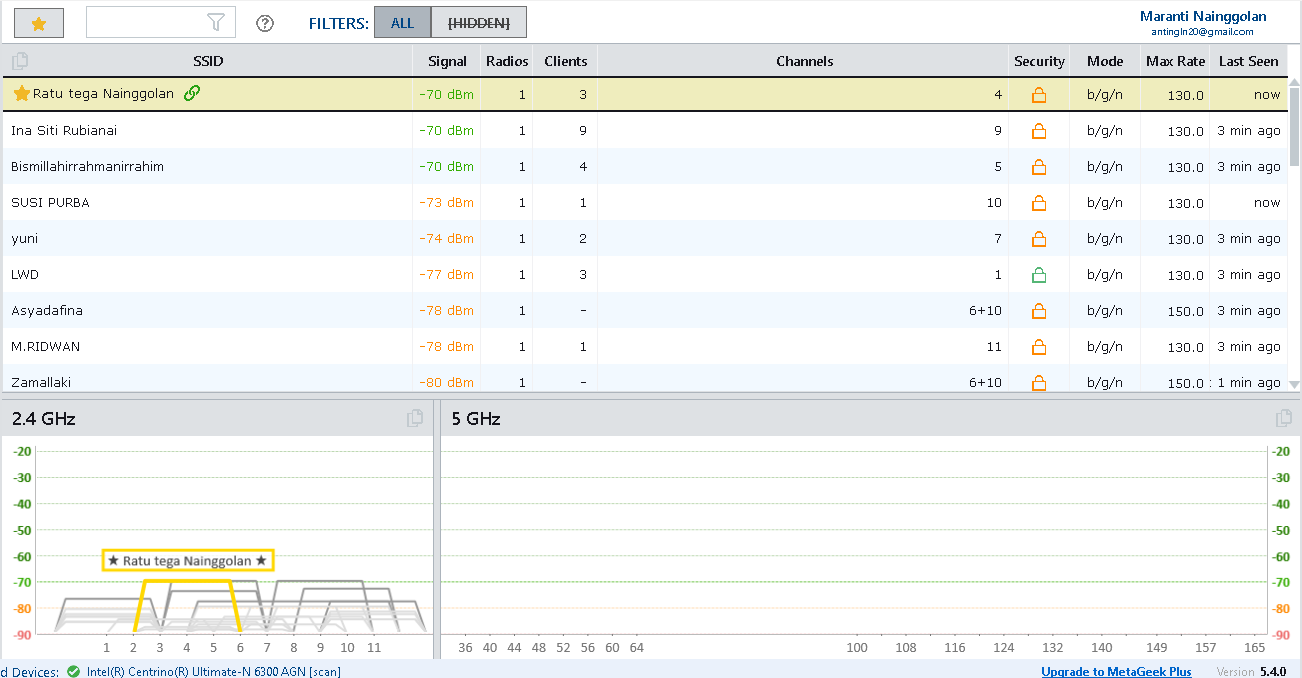 FILTERS: ALL [HIDDEN] Maranti Nainggolan
antingln20@gmail.com
SSID Signal Radios Clients Channels Security Mode Max Rate Last Seen
Ratu tega Nainggolan -70 dBm 1 3 4 b/g/n 130.0 now
Ina Siti Rubianai -70 dBm 1 9 9 b/g/n 130.0 3 min ago
Bismillahirrahmanirrahim -70 dBm 1 4 5 b/g/n 130.0 3 min ago
SUSI PURBA -73 dBm 1 1 10 b/g/n 130.0 now
yuni -74 dBm 1 2 7 b/g/n 130.0 3 min ago
LWD -77 dBm 1 3 1 b/g/n 130.0 3 min ago
Asyadafina -78 dBm 1 - 6+10 b/g/n 150.0 3 min ago
M.RIDWAN -78 dBm 1 1 11 b/g/n 130.0 3 min ago
Zamallaki -80 dBm 1 - 6+10 b/g/n 150.0 1 min ago
2.4 GHz 5 GHz
-20 -20
-30 -30
-40 -40
-50 -50
-60 -60
★ Ratu tega Nainggolan ★
-70 -70
-80 -80
-90 -90
1 2 3 4 5 6 7 8 9 10 11 36 40 44 48 52 56 60 64 100 108 116 124 132 140 149 157 165
d Devices: Intel(R) Centrino(R) Ultimate-N 6300 AGN [scan] Upgrade to MetaGeek Plus Version 5.4.0